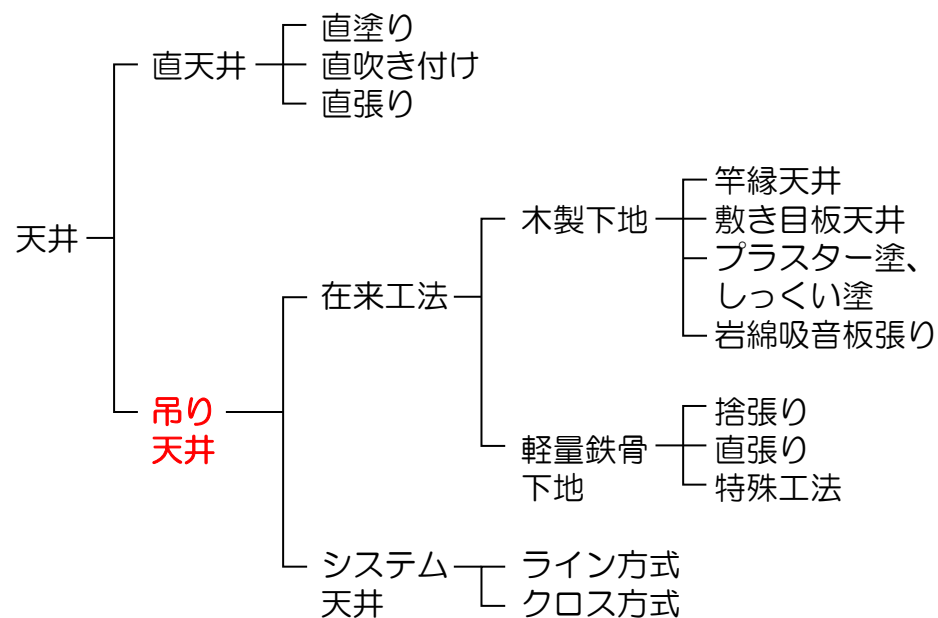 天井
直天井
直塗り
直吹き付け
直張り
吊り
天井
在来工法
木製下地
竿縁天井
敷き目板天井
プラスター塗、
しっくい塗
岩綿吸音板張り
軽量鉄骨
下地
捨張り
直張り
特殊工法
システム
天井
ライン方式
クロス方式